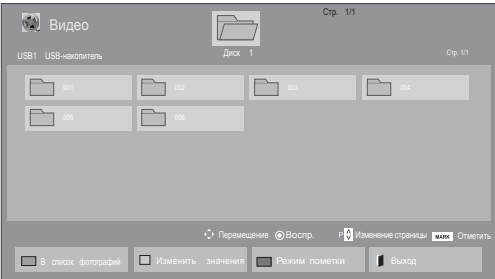 Стр. 1/1
Видео
Диск 1
USB1 USB-накопитель
Стр. 1/1
001 002 003 004
005 006
Перемещение Воспр. P Изменение страницы MARK Отметить
В список фотографий Изменить значения Режим пометки Выход